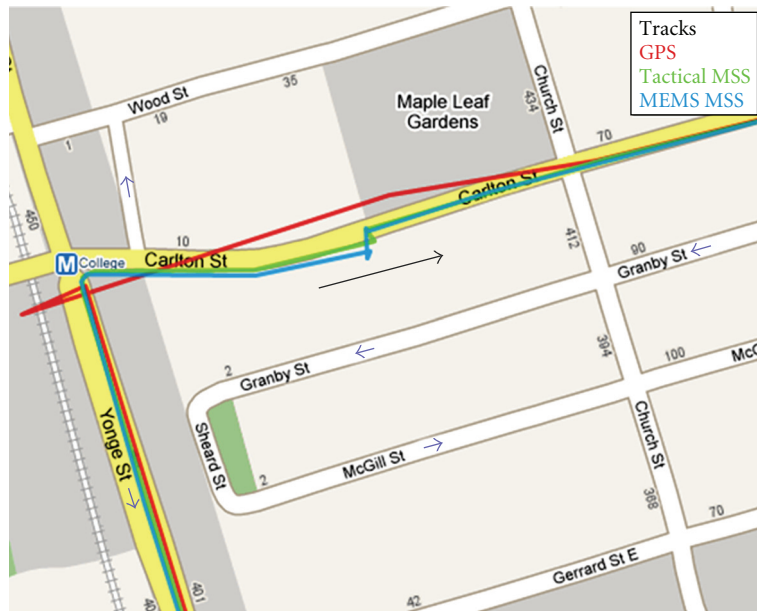 Tracks
GPS
Tactical MSS
MEMS MSS
Wood St
1
19
35
Maple Leaf
Gardens
Church St
434
70
Carlton St
450
M College
10
Carlton St
412
90
Granby St
394
100
McG
2
Granby St
Sheard St
2
McGill St
Church St
368
70
Yonge St
401
40
42
Gerrard St E